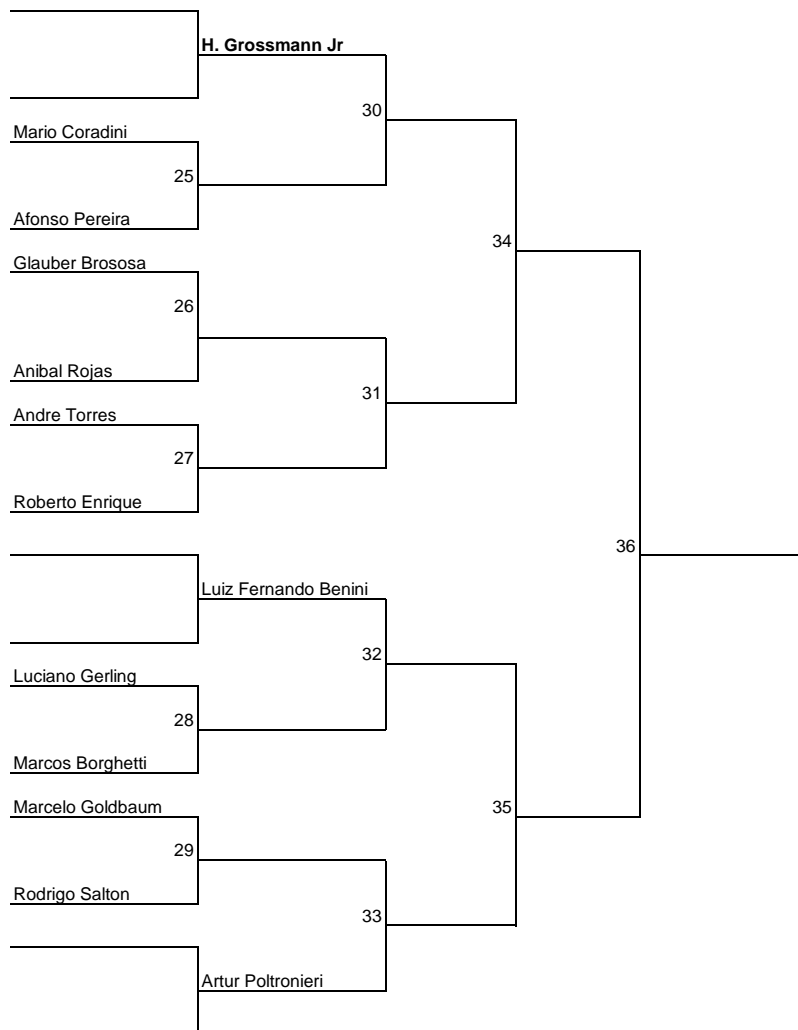 H. Grossmann Jr
30
Mario Coradini
25
Afonso Pereira
34
Glauber Brososa
26
Anibal Rojas
31
Andre Torres
27
Roberto Enrique
36
Luiz Fernando Benini
32
Luciano Gerling
28
Marcos Borghetti
Marcelo Goldbaum
35
29
Rodrigo Salton
33
Artur Poltronieri